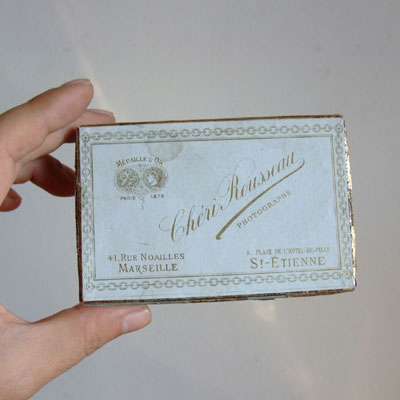 MÉDAILLE D'OR
PARIS 1878
Chéri Rousseau
PHOTOGRAPHE
41, RUE NOAILLES
MARSEILLE
PLACE DE L'HÔTEL-DE-VILLE
ST-ÉTIENNE